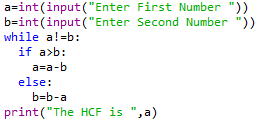 a=int(input("Enter First Number "))
b=int(input("Enter Second Number "))
while a!=b:
  if a>b:
    a=a-b
  else:
    b=b-a
print("The HCF is ",a)